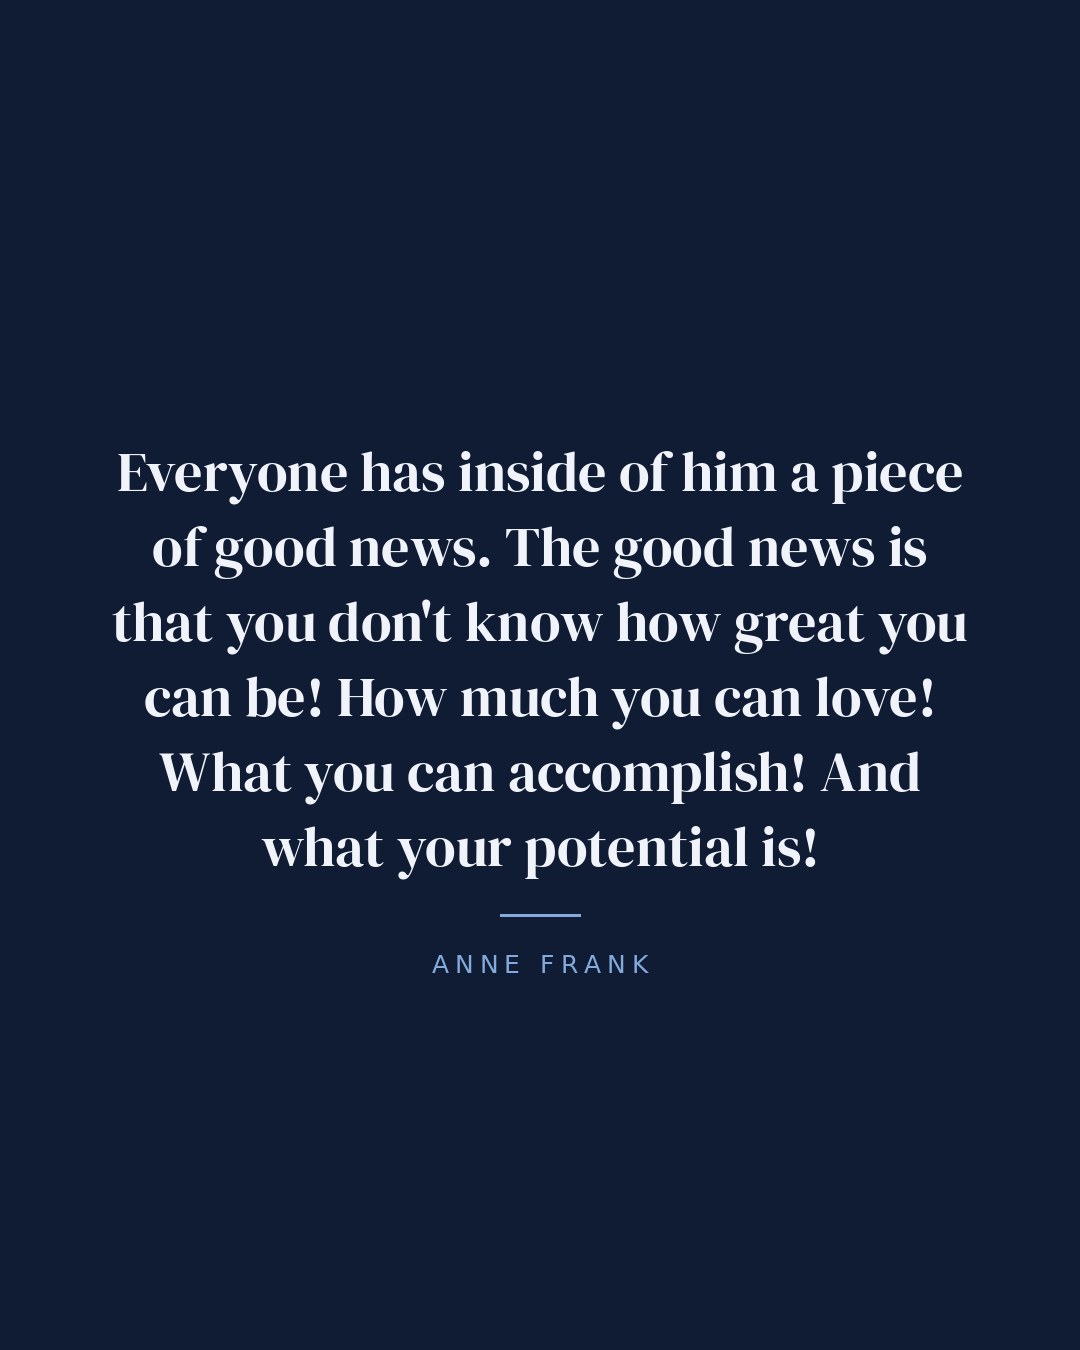 Everyone has inside of him a piece
of good news. The good news is
that you don't know how great you
can be! How much you can love!
What you can accomplish! And
what your potential is!
ANNE FRANK